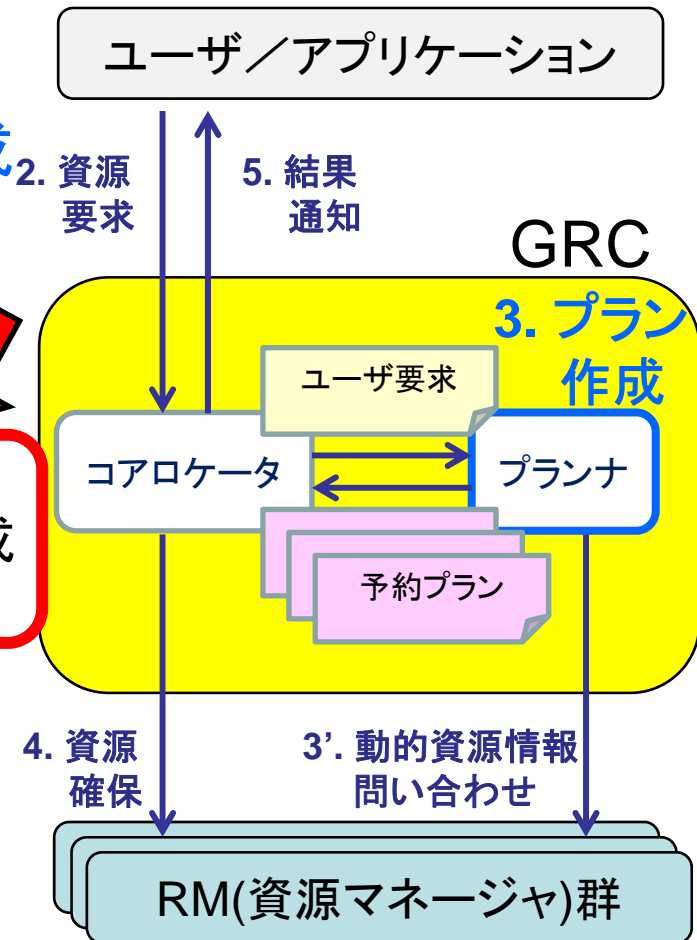 ユーザ／アプリケーション
成
2. 資源
要求
5. 結果
通知
GRC
3. プラン
作成
ユーザ要求
コアロケータ
プランナ
成
予約プラン
4. 資源
確保
3’. 動的資源情報
問い合わせ
RM(資源マネージャ)群